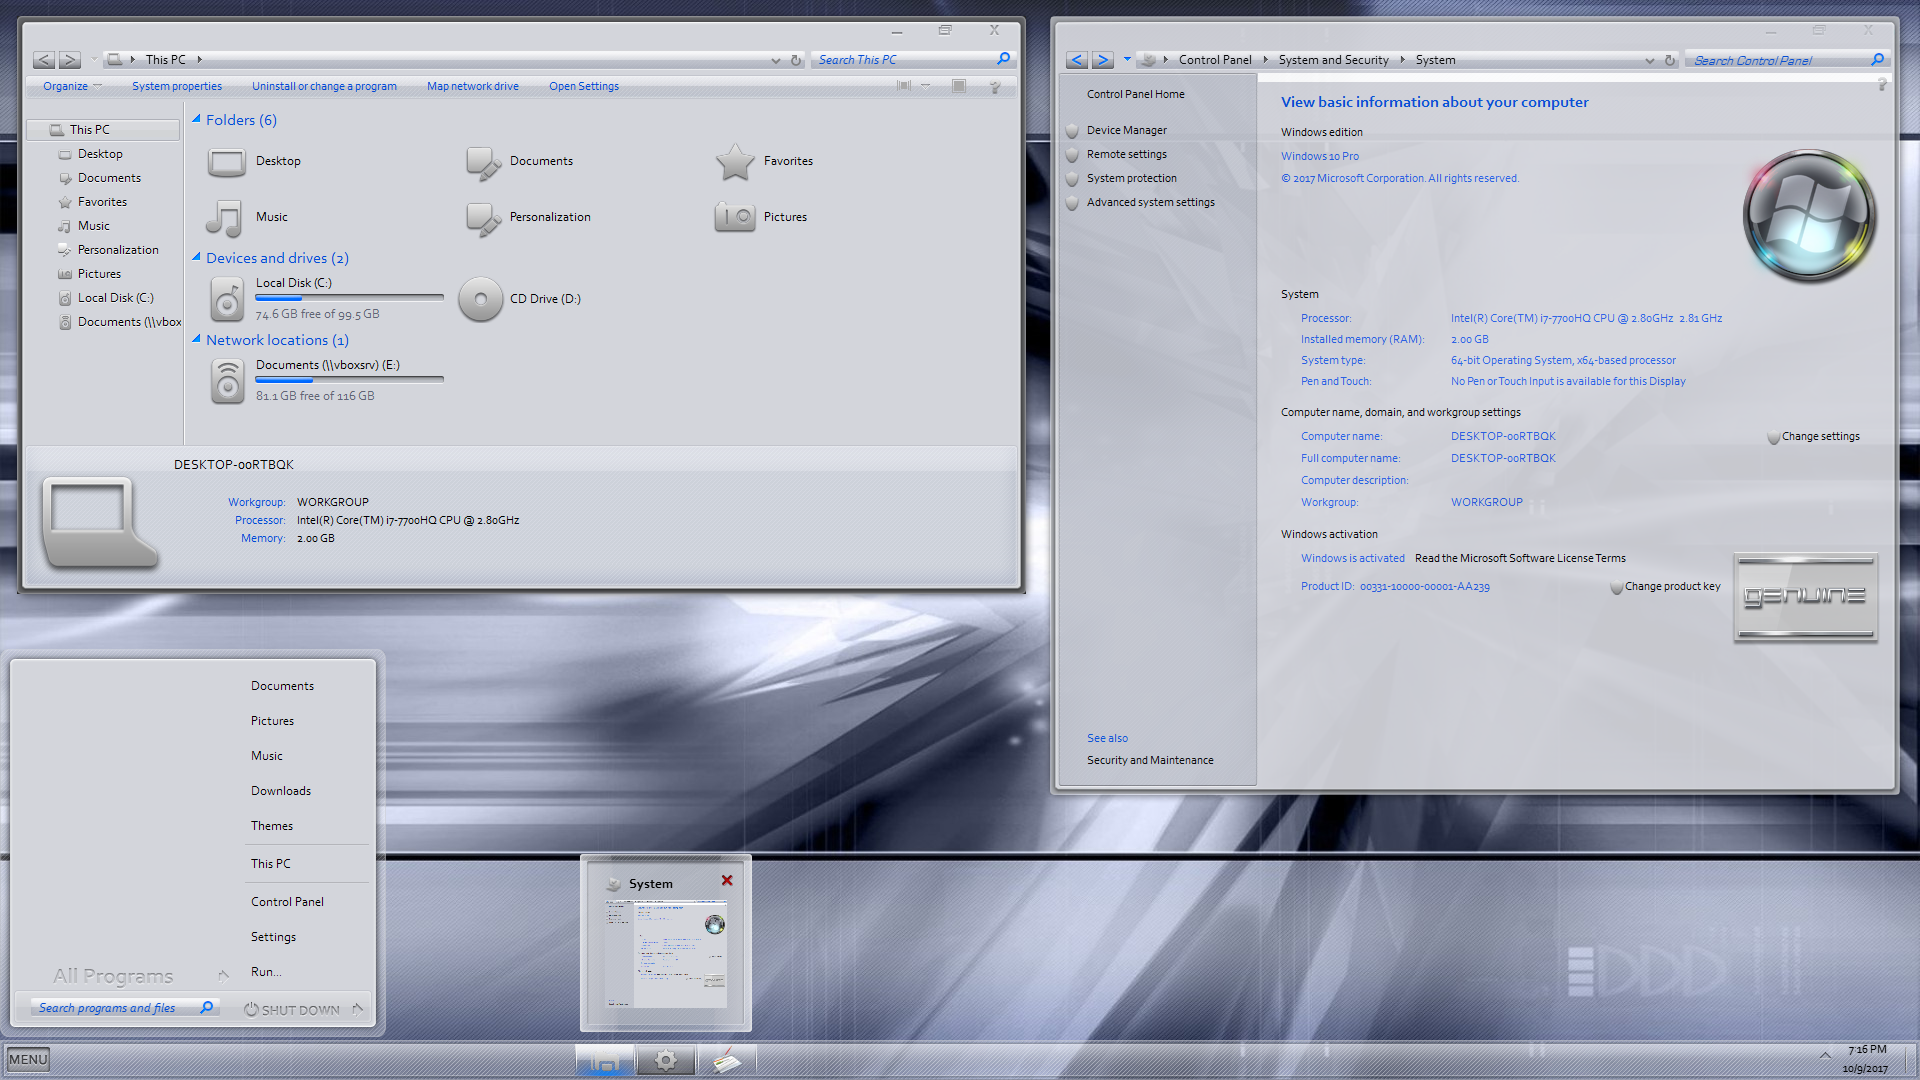 This PC
Search This PC
Organize
System properties
Uninstall or change a program
Map network drive
Open Settings
This PC
Desktop
Documents
Favorites
Music
Personalization
Pictures
Local Disk (C:)
Documents (\\vbox
Folders (6)
Desktop
Documents
Favorites
Music
Personalization
Pictures
Devices and drives (2)
Local Disk (C:)
74.6 GB free of 99.5 GB
CD Drive (D:)
Network locations (1)
Documents (\\vboxsrv) (E:)
81.1 GB free of 116 GB
DESKTOP-00RTBQK
Workgroup: WORKGROUP
Processor: Intel(R) Core(TM) i7-7700HQ CPU @ 2.80GHz
Memory: 2.00 GB
Control Panel
System and Security
System
Search Control Panel
Control Panel Home
Device Manager
Remote settings
System protection
Advanced system settings
See also
Security and Maintenance
View basic information about your computer
Windows edition
Windows 10 Pro
© 2017 Microsoft Corporation. All rights reserved.
System
Processor: Intel(R) Core(TM) i7-7700HQ CPU @ 2.80GHz 2.81 GHz
Installed memory (RAM): 2.00 GB
System type: 64-bit Operating System, x64-based processor
Pen and Touch: No Pen or Touch Input is available for this Display
Computer name, domain, and workgroup settings
Computer name: DESKTOP-00RTBQK
Change settings
Full computer name: DESKTOP-00RTBQK
Computer description:
Workgroup: WORKGROUP
Windows activation
Windows is activated Read the Microsoft Software License Terms
Product ID: 00331-10000-00001-AA239
Change product key
genuine
Documents
Pictures
Music
Downloads
Themes
This PC
Control Panel
Settings
Run...
All Programs
Search programs and files
SHUT DOWN
System
DDD
MENU
7:16 PM
10/9/2017